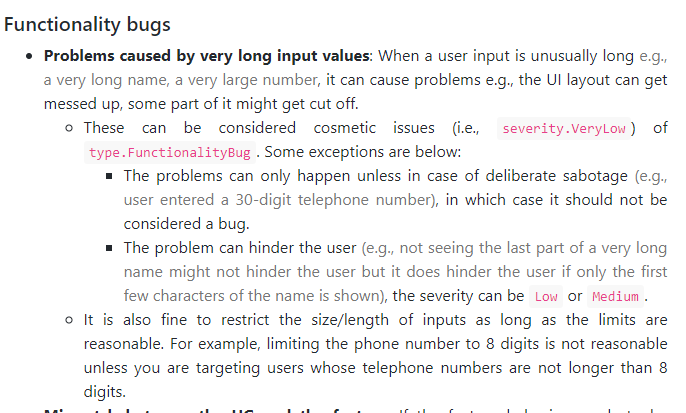 Functionality bugs
• Problems caused by very long input values: When a user input is unusually long e.g.,
a very long name, a very large number, it can cause problems e.g., the UI layout can get
messed up, some part of it might get cut off.
○ These can be considered cosmetic issues (i.e., severity.VeryLow) of
type.FunctionalityBug. Some exceptions are below:
■ The problems can only happen unless in case of deliberate sabotage (e.g.,
user entered a 30-digit telephone number), in which case it should not be
considered a bug.
■ The problem can hinder the user (e.g., not seeing the last part of a very long
name might not hinder the user but it does hinder the user if only the first
few characters of the name is shown), the severity can be Low or Medium.
○ It is also fine to restrict the size/length of inputs as long as the limits are
reasonable. For example, limiting the phone number to 8 digits is not reasonable
unless you are targeting users whose telephone numbers are not longer than 8
digits.